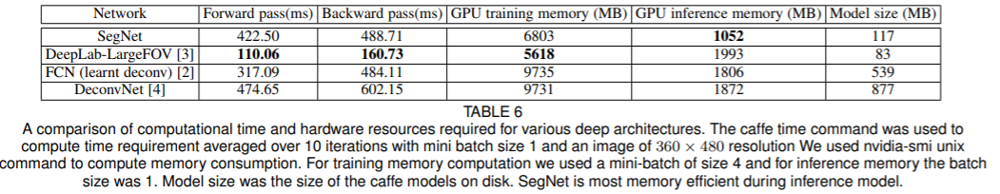 Network Forward pass(ms) Backward pass(ms) GPU training memory (MB) GPU inference memory (MB) Model size (MB)
SegNet 422.50 488.71 6803 1052 117
DeepLab-LargeFOV [3] 110.06 160.73 5618 1993 83
FCN (learnt deconv) [2] 317.09 484.11 9735 1806 539
DeconvNet [4] 474.65 602.15 9731 1872 877
TABLE 6
A comparison of computational time and hardware resources required for various deep architectures. The caffe time command was used to
compute time requirement averaged over 10 iterations with mini batch size 1 and an image of 360 × 480 resolution We used nvidia-smi unix
command to compute memory consumption. For training memory computation we used a mini-batch of size 4 and for inference memory the batch
size was 1. Model size was the size of the caffe models on disk. SegNet is most memory efficient during inference model.